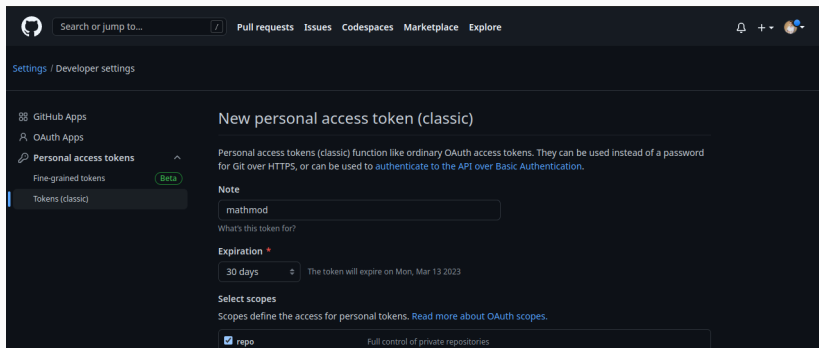 Search or jump to... / Pull requests Issues Codespaces Marketplace Explore
Settings / Developer settings
GitHub Apps
OAuth Apps
Personal access tokens
Fine-grained tokens Beta
Tokens (classic)
New personal access token (classic)
Personal access tokens (classic) function like ordinary OAuth access tokens. They can be used instead of a password
for Git over HTTPS, or can be used to authenticate to the API over Basic Authentication.
Note
mathmod
What's this token for?
Expiration *
30 days The token will expire on Mon, Mar 13 2023
Select scopes
Scopes define the access for personal tokens. Read more about OAuth scopes.
repo Full control of private repositories